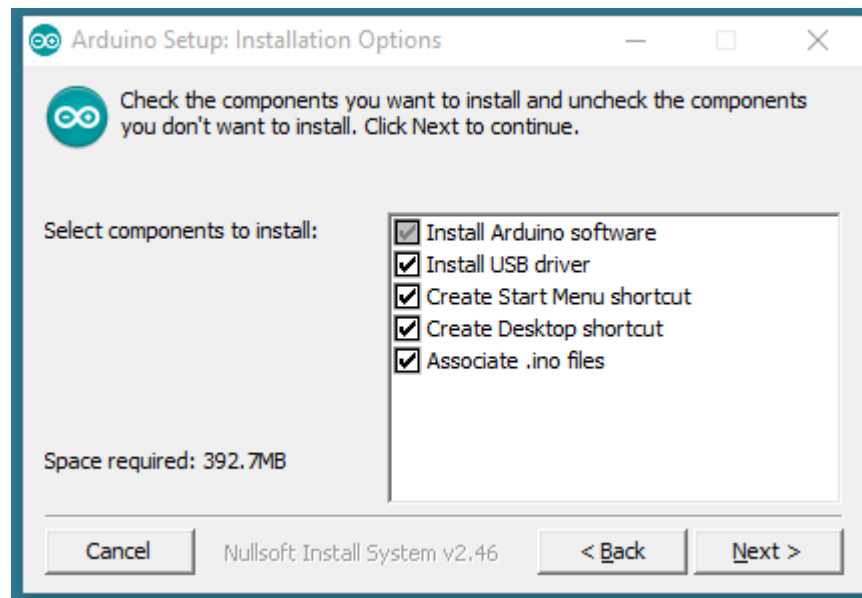 Arduino Setup: Installation Options
Check the components you want to install and uncheck the components
you don't want to install. Click Next to continue.
Select components to install:
Install Arduino software
Install USB driver
Create Start Menu shortcut
Create Desktop shortcut
Associate .ino files
Space required: 392.7MB
Cancel
Nullsoft Install System v2.46
< Back
Next >